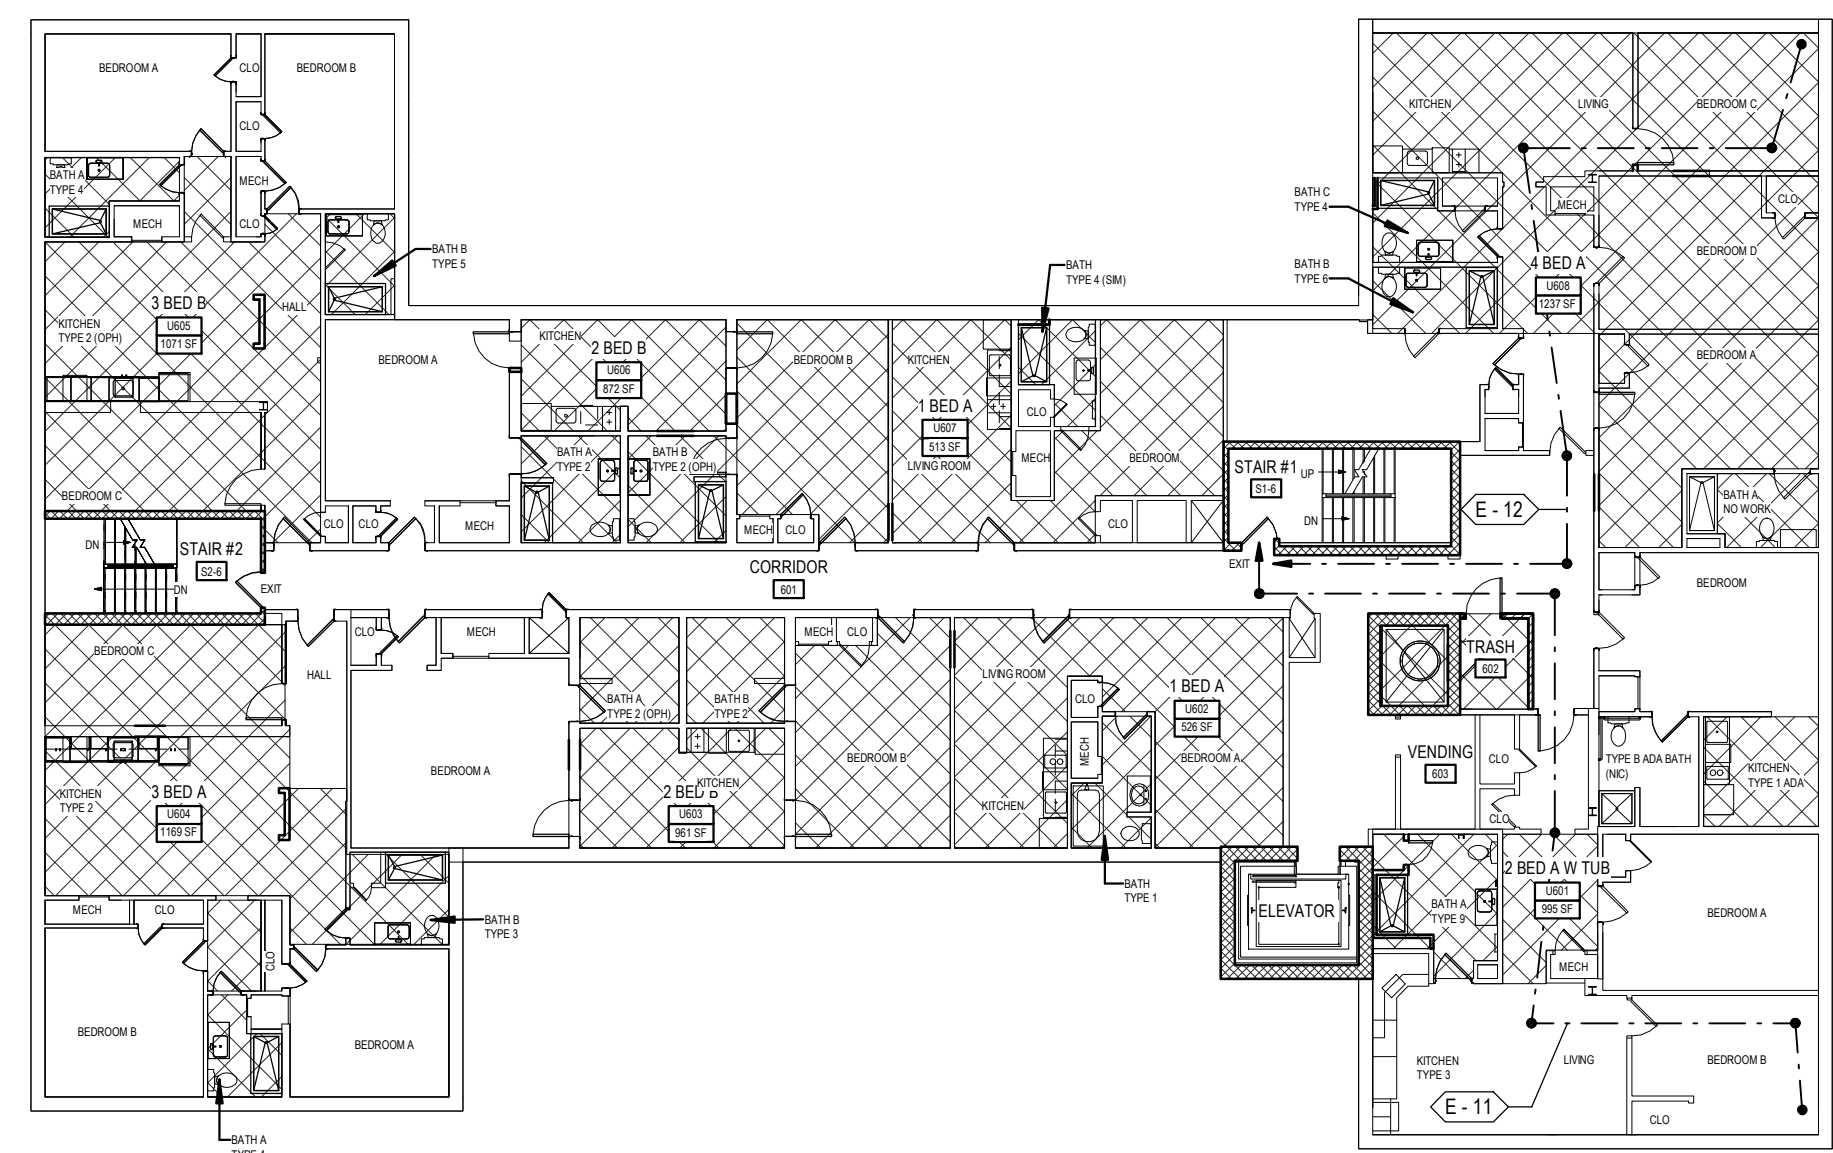 BEDROOM A
CLO
BEDROOM B
CLO
BATH A
TYPE 4
MECH
MECH
CLO
BATH B
TYPE 5
3 BED B
U605
1071 SF
HALL
KITCHEN
TYPE 2 (OPH)
BEDROOM C
BEDROOM A
CLO
CLO
MECH
KITCHEN
2 BED B
U606
872 SF
BATH A
TYPE 2
BATH B
TYPE 2 (OPH)
BEDROOM B
MECH
CLO
KITCHEN
1 BED A
U607
513 SF
LIVING ROOM
BATH
TYPE 4 (SIM)
CLO
MECH
BEDROOM
CLO
STAIR #1
S1-6
UP
DN
EXIT
KITCHEN
LIVING
BEDROOM C
BATH C
TYPE 4
MECH
CLO
BATH B
TYPE 6
4 BED A
U608
1237 SF
BEDROOM D
BEDROOM A
BATH A
NO WORK
E - 12
STAIR #2
S2-6
DN
DN
EXIT
CORRIDOR
601
BEDROOM
BEDROOM C
HALL
CLO
MECH
BATH A
TYPE 2 (OPH)
BATH B
TYPE 2
MECH
CLO
BEDROOM A
BEDROOM B
KITCHEN
2 BED B
U603
961 SF
LIVING ROOM
CLO
1 BED A
U602
526 SF
MECH
BEDROOM A
KITCHEN
BATH
TYPE 1
TRASH
602
VENDING
603
CLO
CLO
TYPE B ADA BATH
(NIC)
KITCHEN
TYPE 1 ADA
3 BED A
U604
1169 SF
KITCHEN
TYPE 2
MECH
CLO
CLO
BATH B
TYPE 3
BEDROOM B
BEDROOM A
BATH A
ELEVATOR
BATH A
TYPE 9
2 BED A W TUB
U601
995 SF
MECH
BEDROOM A
KITCHEN
TYPE 3
LIVING
BEDROOM B
E - 11
CLO